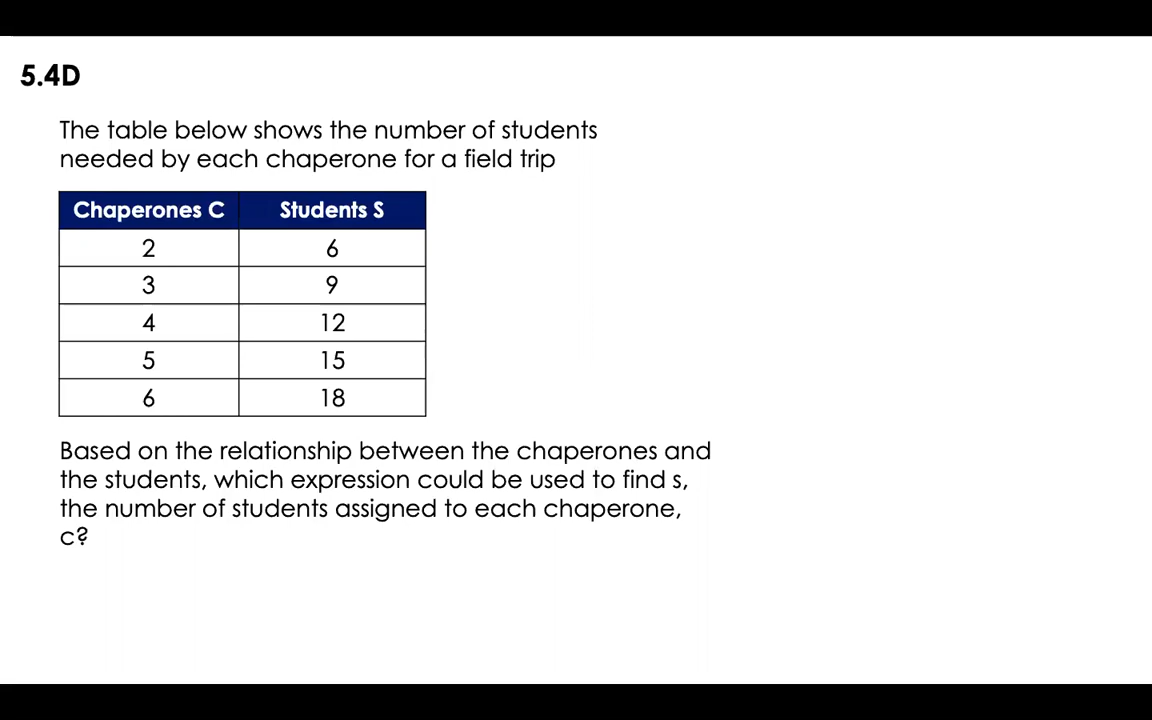 5.4D
The table below shows the number of students
needed by each chaperone for a field trip
Chaperones C Students S
2 6
3 9
4 12
5 15
6 18
Based on the relationship between the chaperones and
the students, which expression could be used to find s,
the number of students assigned to each chaperone,
c?